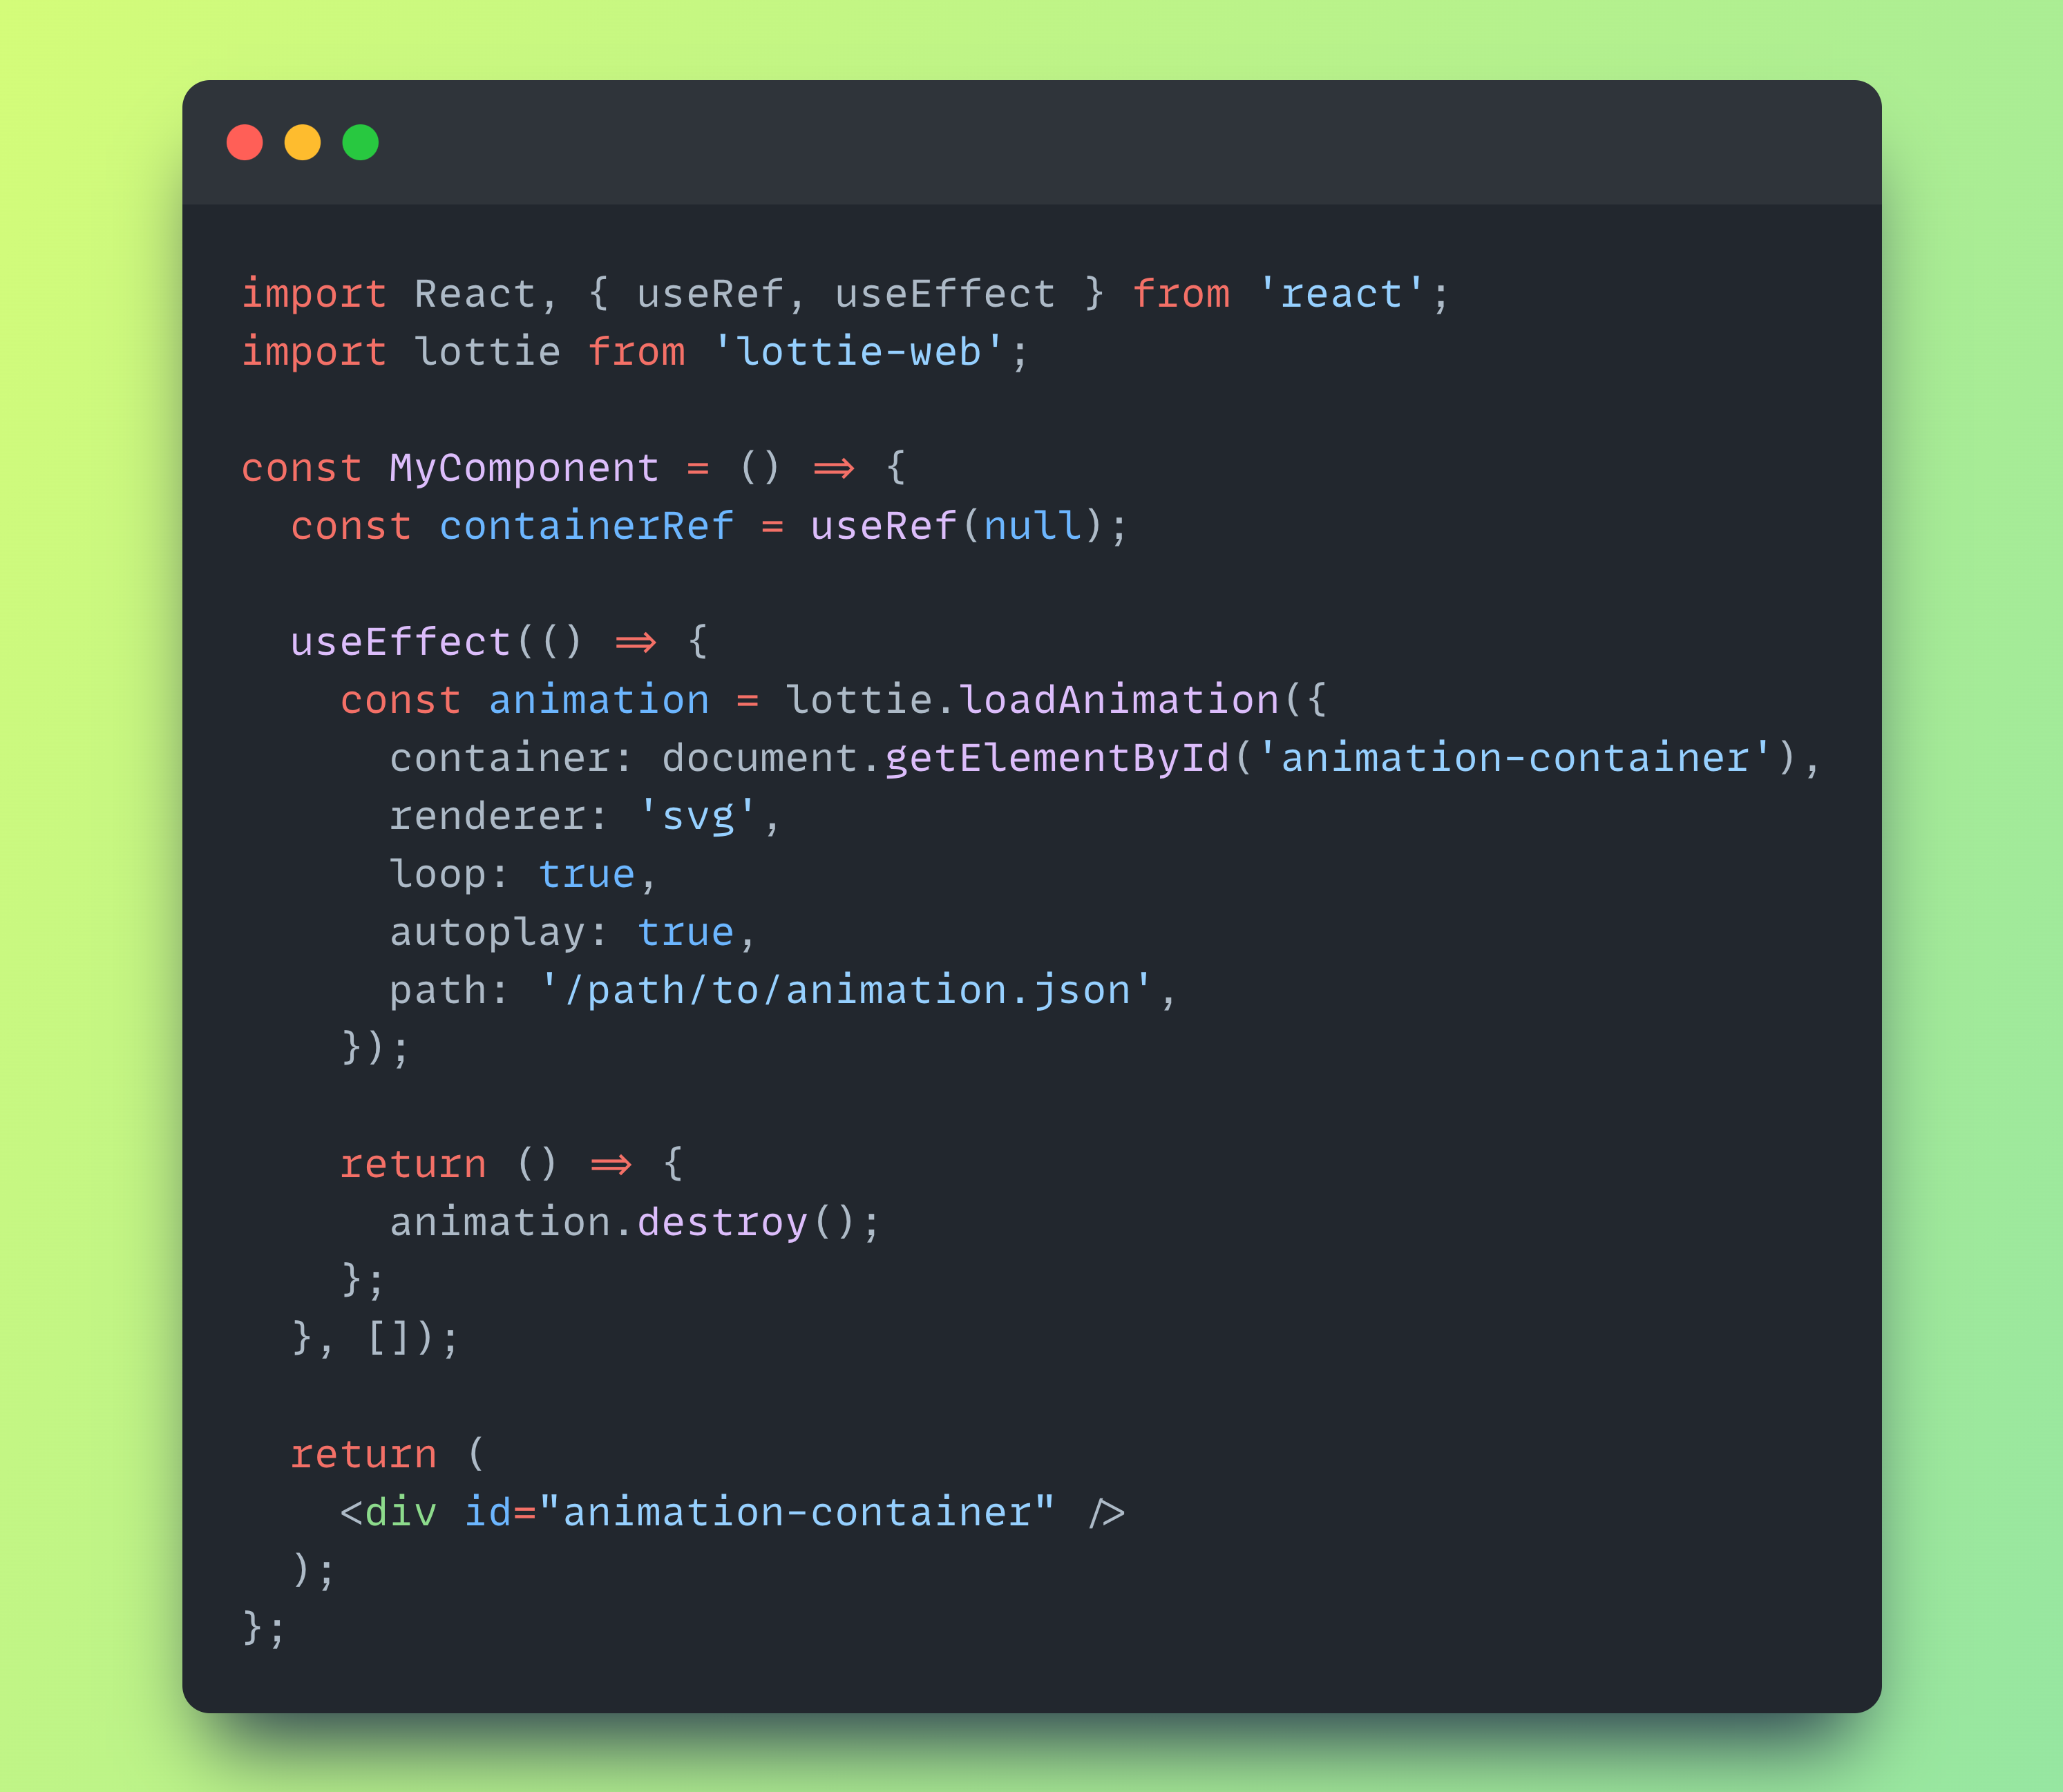 import React, { useRef, useEffect } from 'react';
import lottie from 'lottie-web';

const MyComponent = () => {
  const containerRef = useRef(null);

  useEffect(() => {
    const animation = lottie.loadAnimation({
      container: document.getElementById('animation-container'),
      renderer: 'svg',
      loop: true,
      autoplay: true,
      path: '/path/to/animation.json',
    });

    return () => {
      animation.destroy();
    };
  }, []);

  return (
    <div id="animation-container" />
  );
};